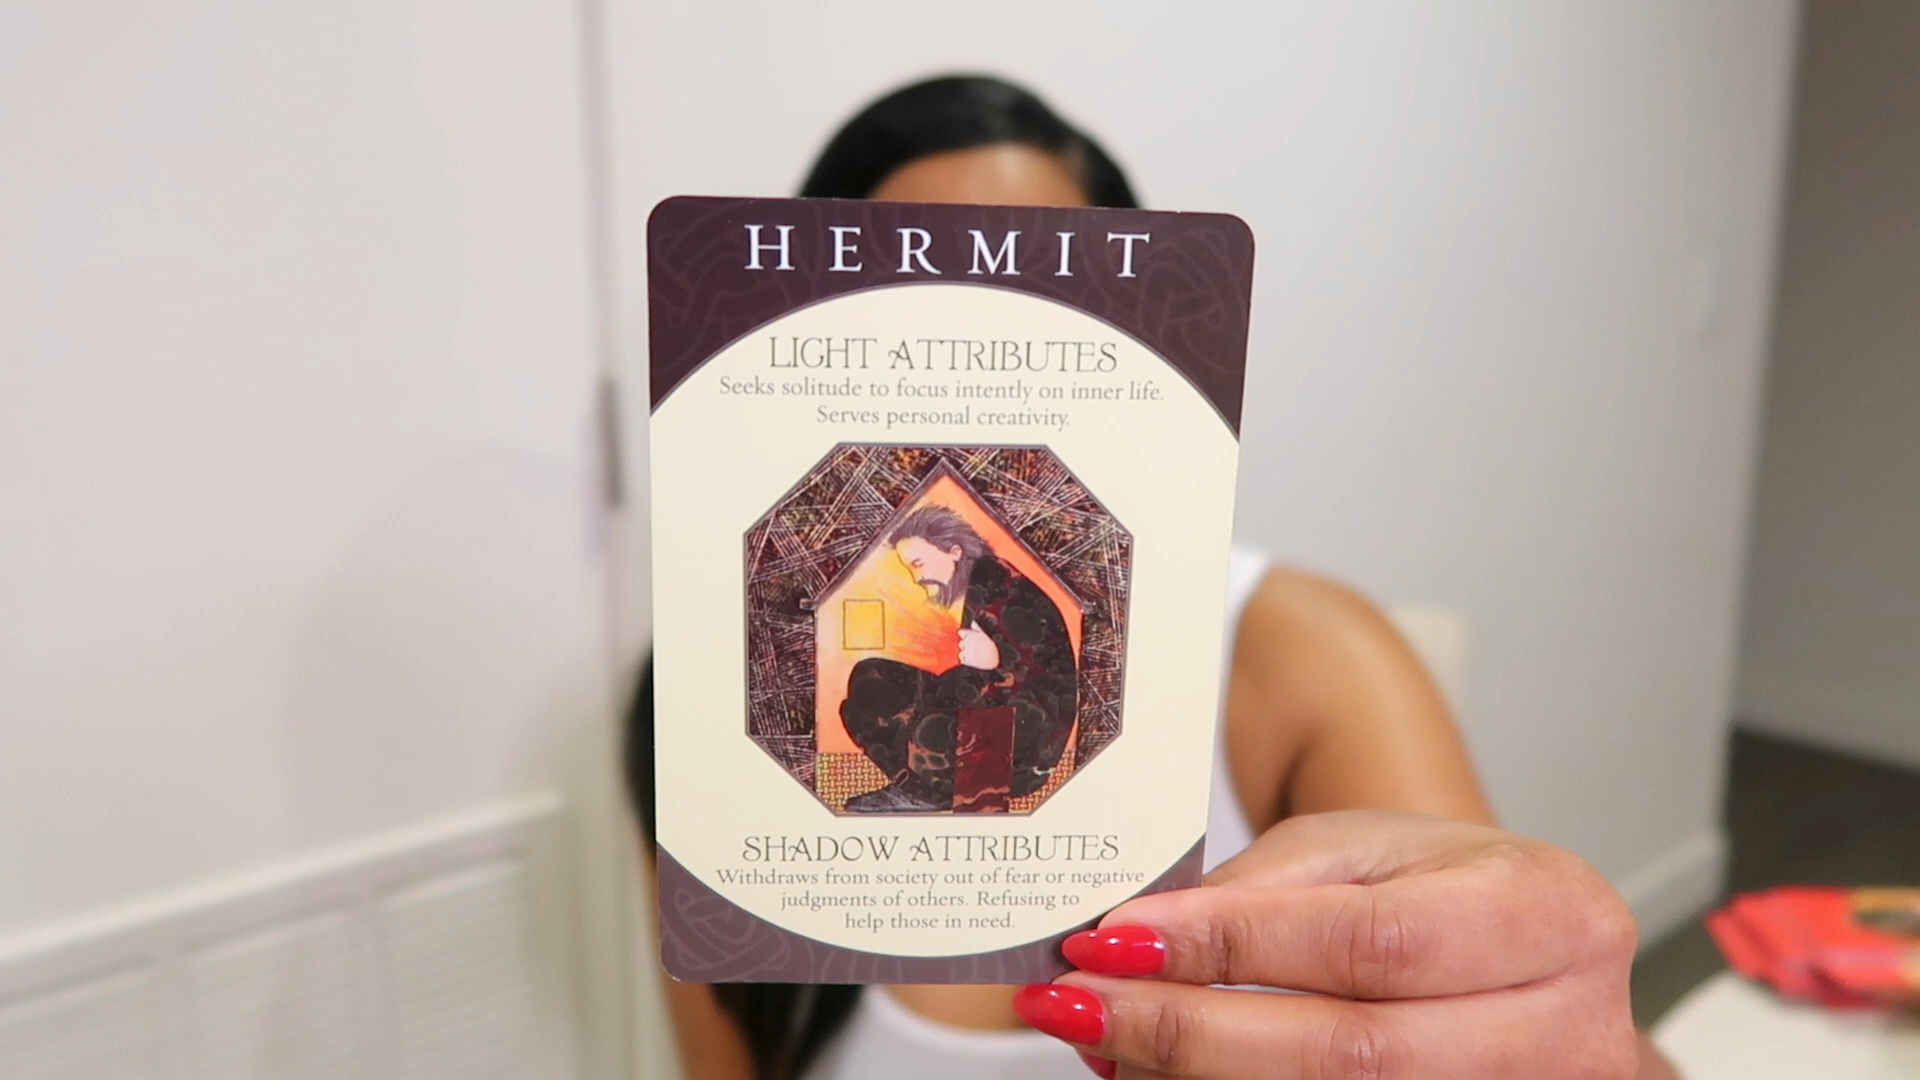 HERMIT
LIGHT ATTRIBUTES
Seeks solitude to focus intently on inner life.
Serves personal creativity.
SHADOW ATTRIBUTES
Withdraws from society out of fear or negative
judgments of others. Refusing to
help those in need.